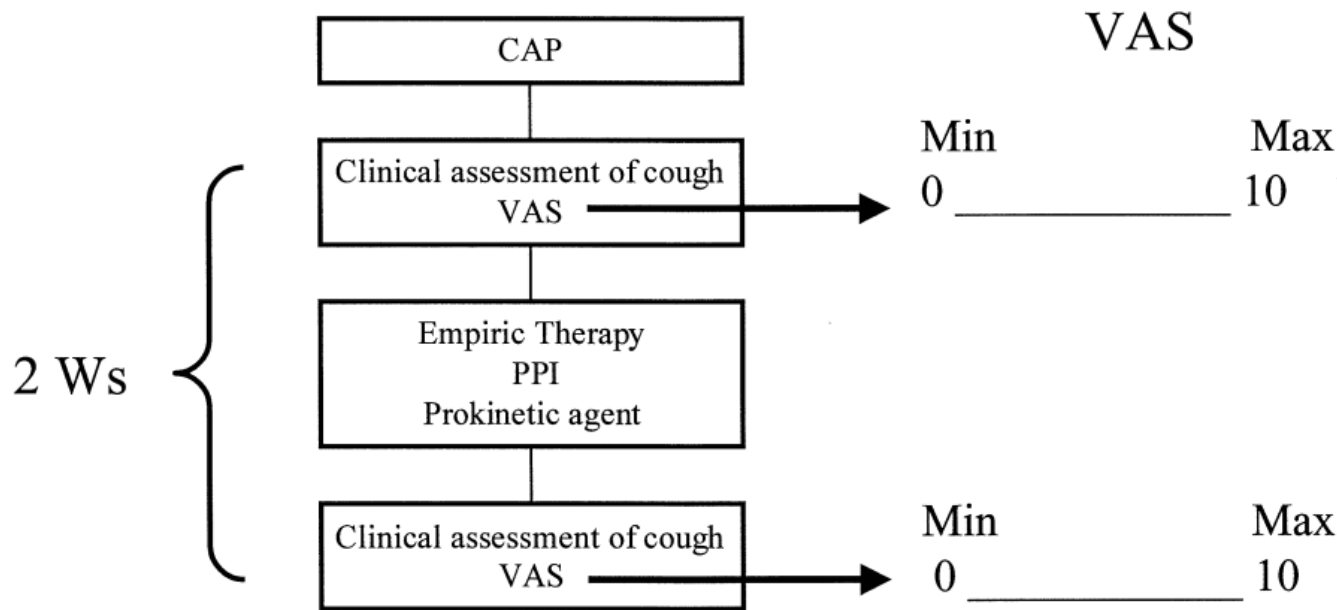 CAP
VAS
Clinical assessment of cough
VAS
Min Max
0 10
2 Ws
Empiric Therapy
PPI
Prokinetic agent
Clinical assessment of cough
VAS
Min Max
0 10